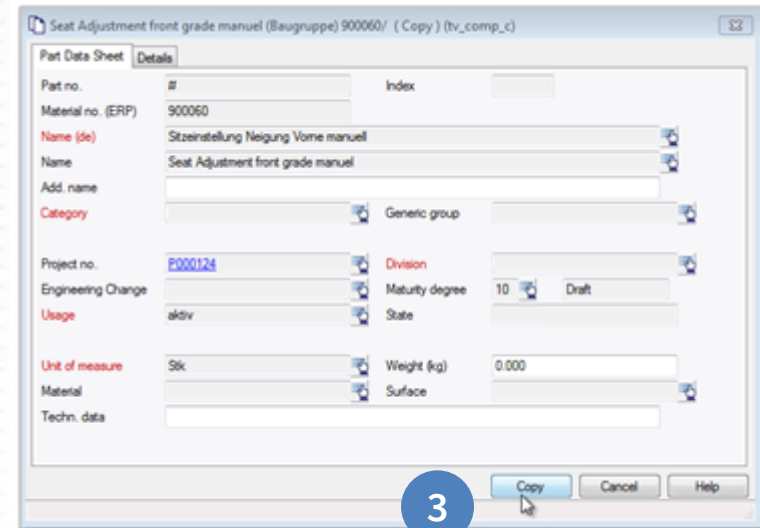 Seat Adjustment front grade manuel (Baugruppe) 900060/ ( Copy ) (tv_comp_c)
Part Data Sheet Details
Part no. # Index
Material no. (ERP) 900060
Name (de) Sitzeinstellung Neigung Vorne manuell
Name Seat Adjustment front grade manuel
Add. name
Category Generic group
Project no. P000124 Division
Engineering Change Maturity degree 10 Draft
Usage aktiv State
Unit of measure Stk Weight (kg) 0.000
Material Surface
Techn. data
Copy Cancel Help
3